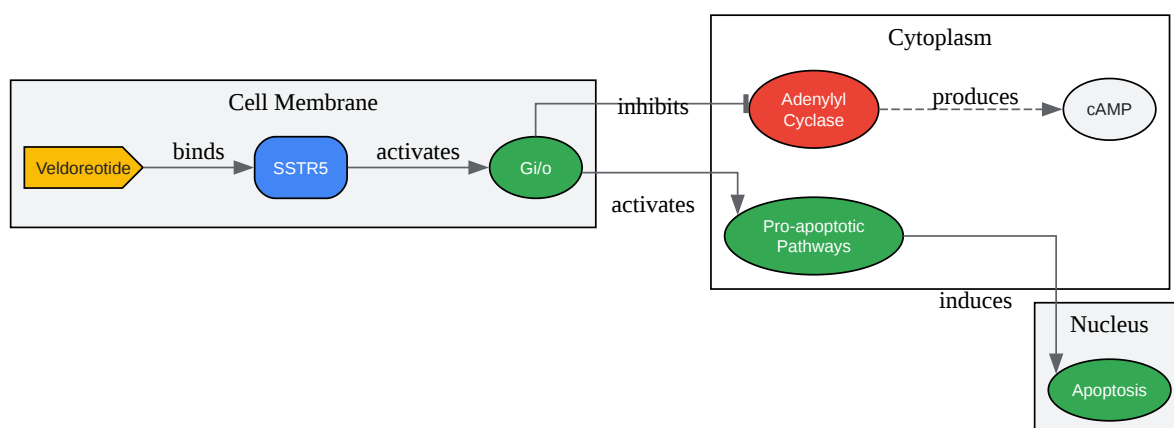 Cytoplasm
Cell Membrane
Veldoreotide
binds
SSTR5
activates
Gi/o
inhibits
activates
Adenylyl
Cyclase
produces
cAMP
Pro-apoptotic
Pathways
induces
Nucleus
Apoptosis